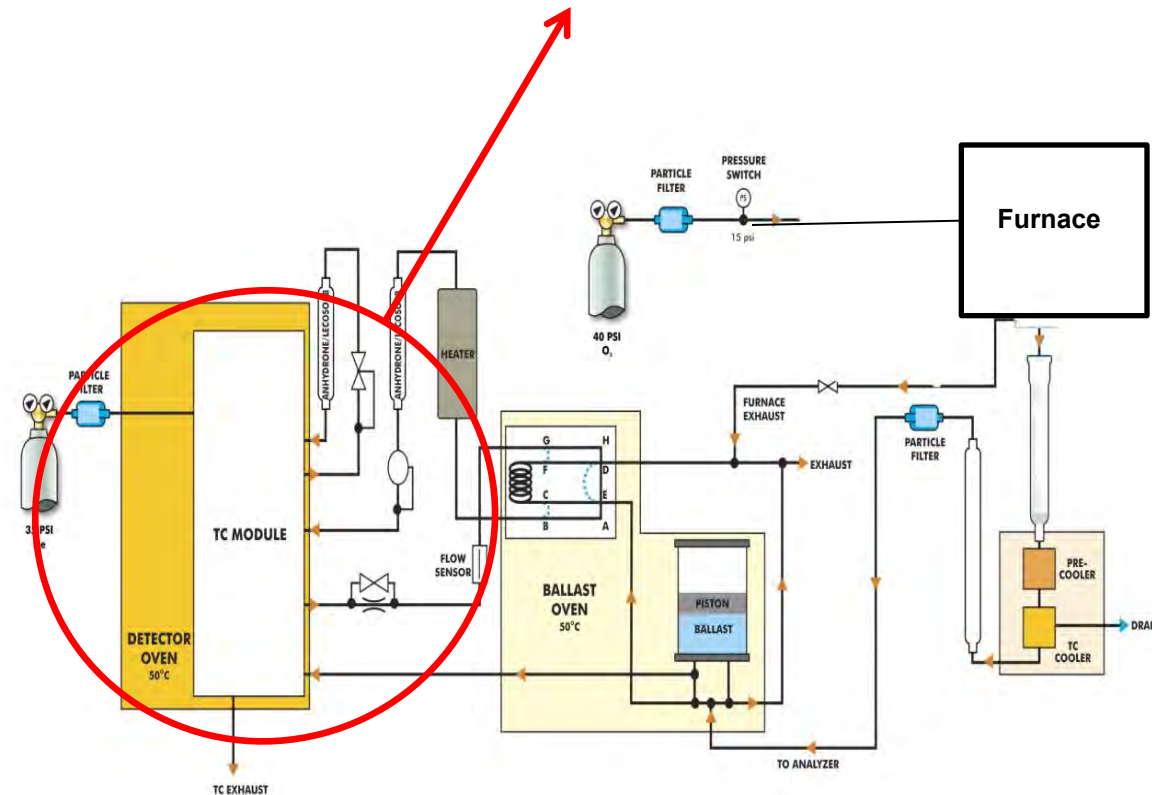 PARTICLE
FILTER
PRESSURE
SWITCH
PS
15 psi
Furnace
40 PSI
O₂
ANHYDRONE/LECOSORB
ANHYDRONE/LECOSORB
HEATER
PARTICLE
FILTER
TC MODULE
DETECTOR
OVEN
50°C
TC EXHAUST
FLOW
SENSOR
G
H
F
D
C
E
B
A
BALLAST
OVEN
50°C
PISTON
BALLAST
FURNACE
EXHAUST
EXHAUST
PARTICLE
FILTER
TO ANALYZER
PRE-
COOLER
TC
COOLER